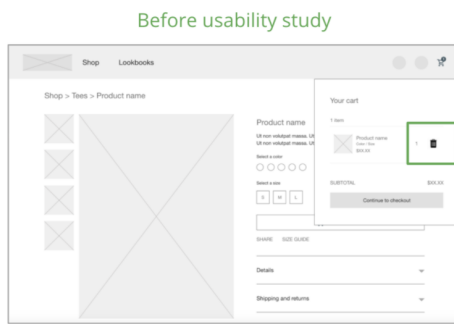 Before usability study
Shop Lookbooks
Shop > Tees > Product name
Your cart
1 item
Product name
Color Size
$XX.XX
1
SUBTOTAL $XX.XX
Continue to checkout
Product name
Ut non volutpat massa. Ut
Ut non volutpat massa. Ut
Select a color
Select a size
S M L
SHARE SIZE GUIDE
Details
Shipping and returns